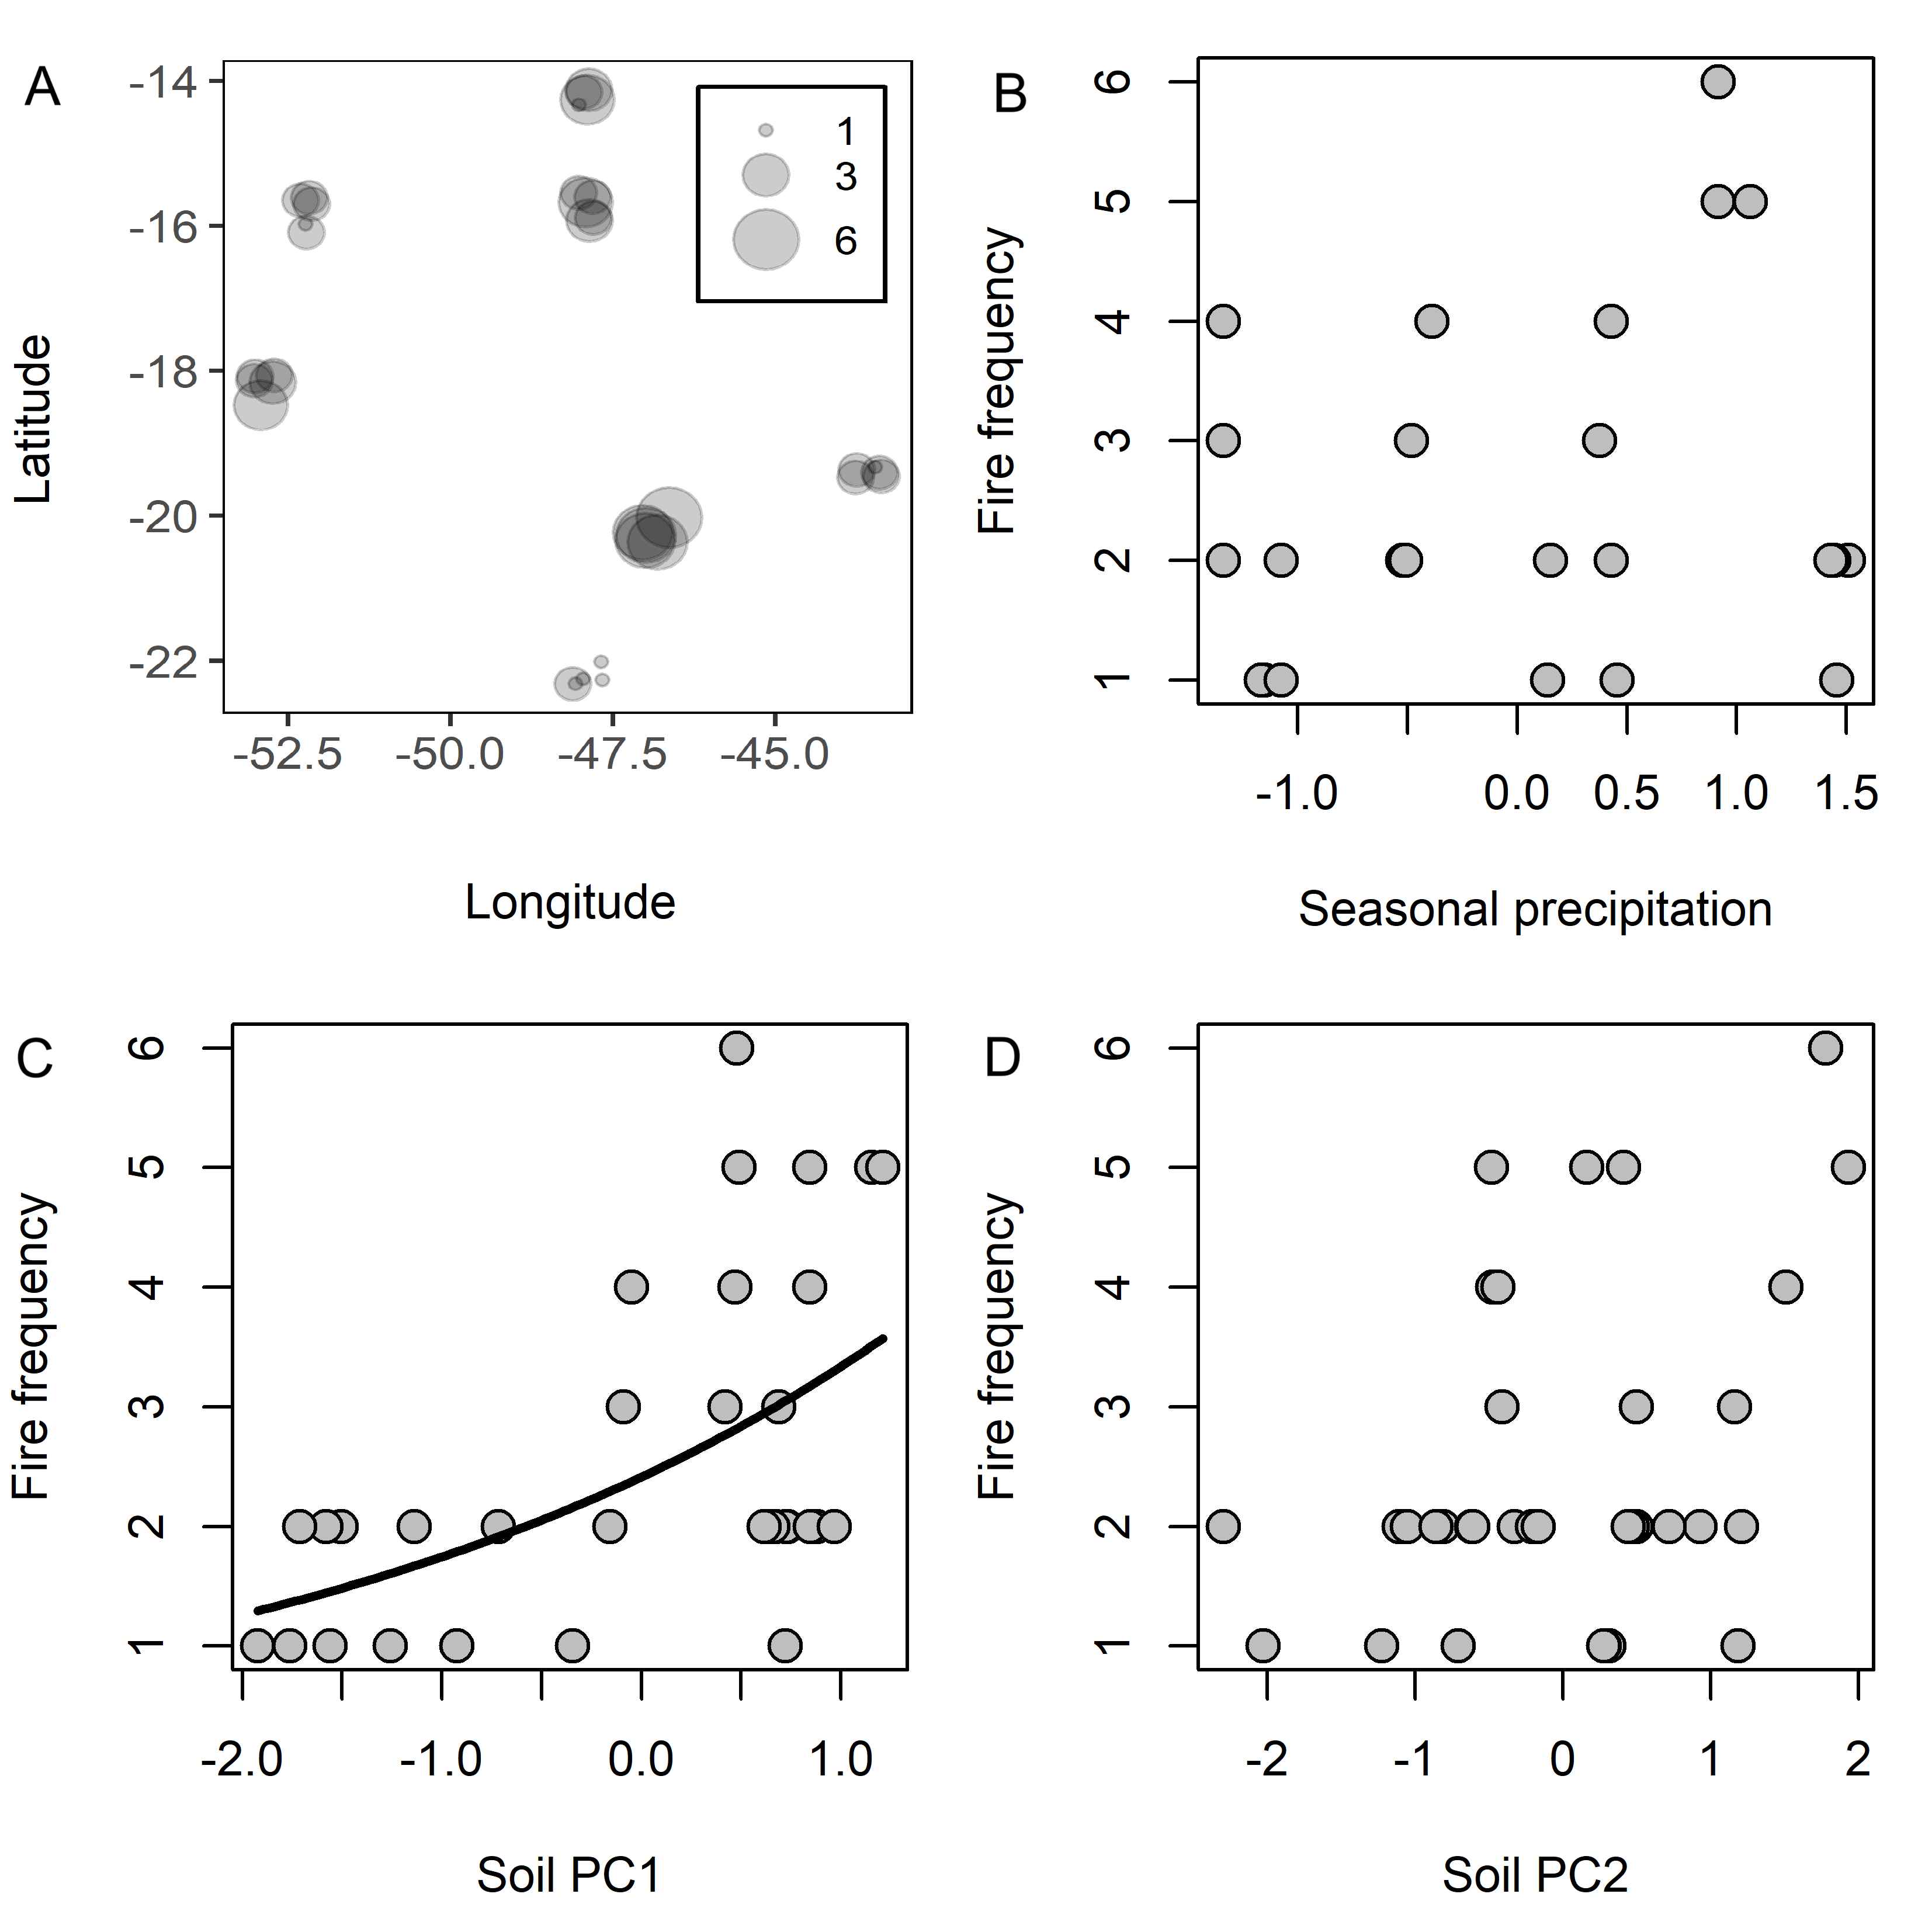 A
Latitude
-14
-16
-18
-20
-22
1
3
6
-52.5 -50.0 -47.5 -45.0
Longitude
B
Fire frequency
6
5
4
3
2
1
-1.0 0.0 0.5 1.0 1.5
Seasonal precipitation
C
Fire frequency
6
5
4
3
2
1
-2.0 -1.0 0.0 1.0
Soil PC1
D
Fire frequency
6
5
4
3
2
1
-2 -1 0 1 2
Soil PC2